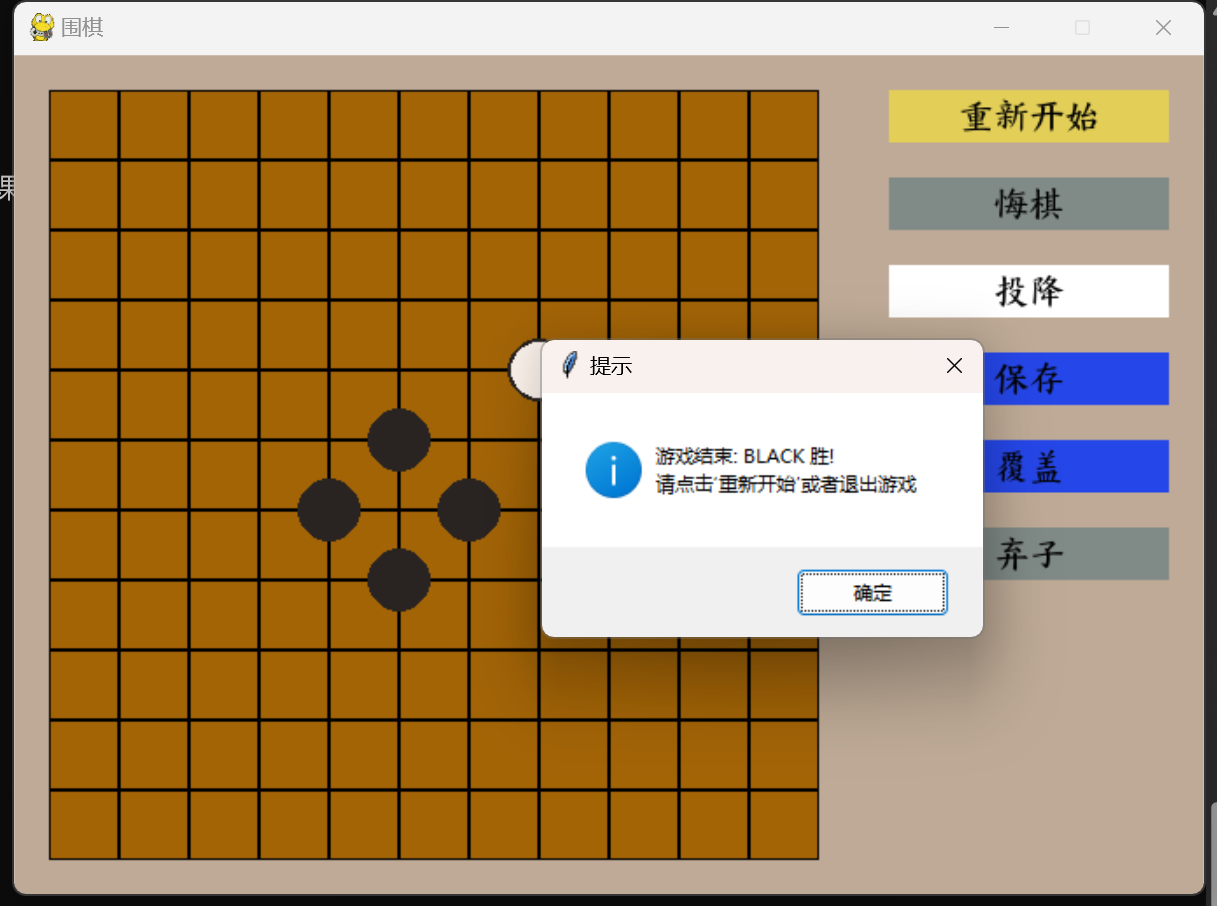 围棋
重新开始
悔棋
投降
保存
覆盖
弃子
果
提示
游戏结束: BLACK 胜!
请点击'重新开始'或者退出游戏
确定